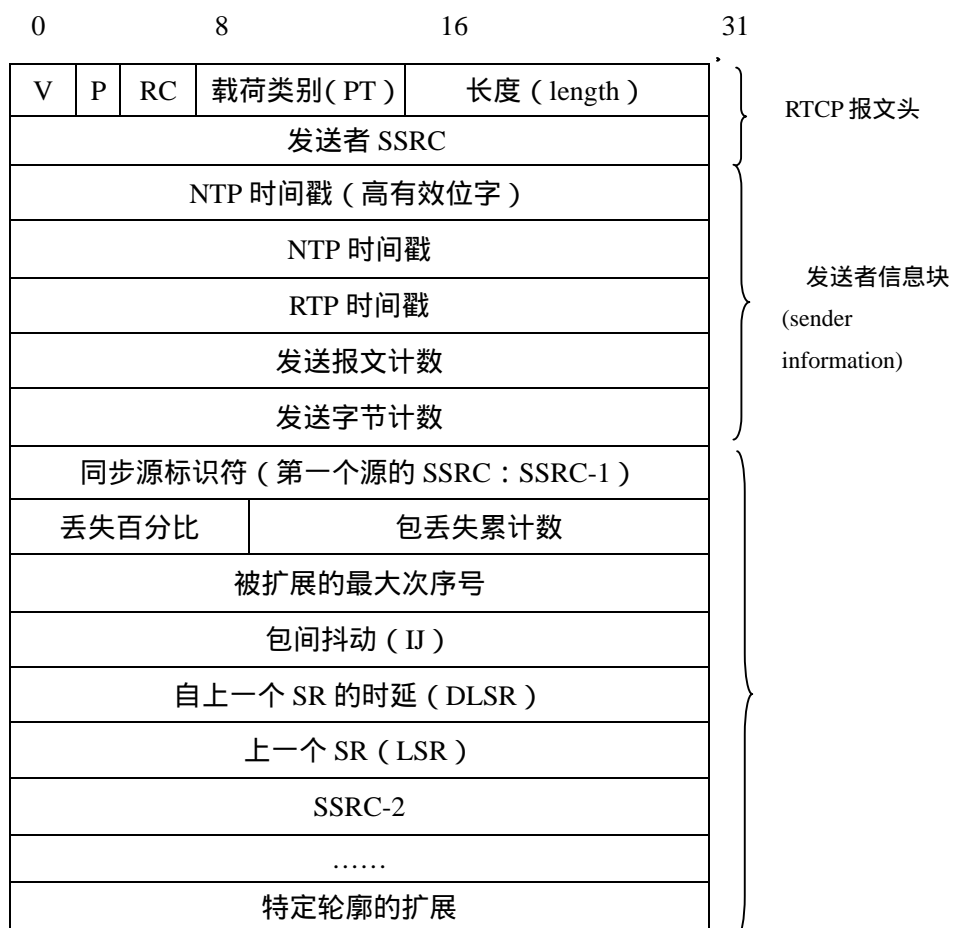 0 8 16 31
V P RC 载荷类别(PT) 长度(length)
RTCP 报文头
发送者 SSRC
NTP 时间戳(高有效位字)
NTP 时间戳
RTP 时间戳
发送者信息块
(sender
information)
发送报文计数
发送字节计数
同步源标识符(第一个源的 SSRC:SSRC-1)
丢失百分比 包丢失累计数
被扩展的最大次序号
包间抖动(IJ)
自上一个 SR 的时延(DLSR)
上一个 SR(LSR)
SSRC-2
……
特定轮廓的扩展